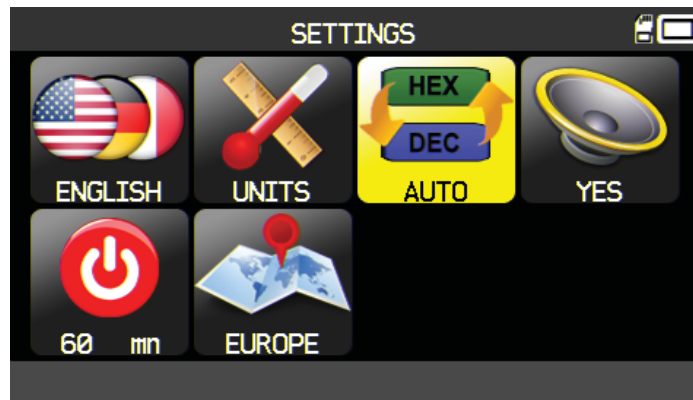 SETTINGS
HEX
DEC
ENGLISH UNITS AUTO YES
60 mn EUROPE